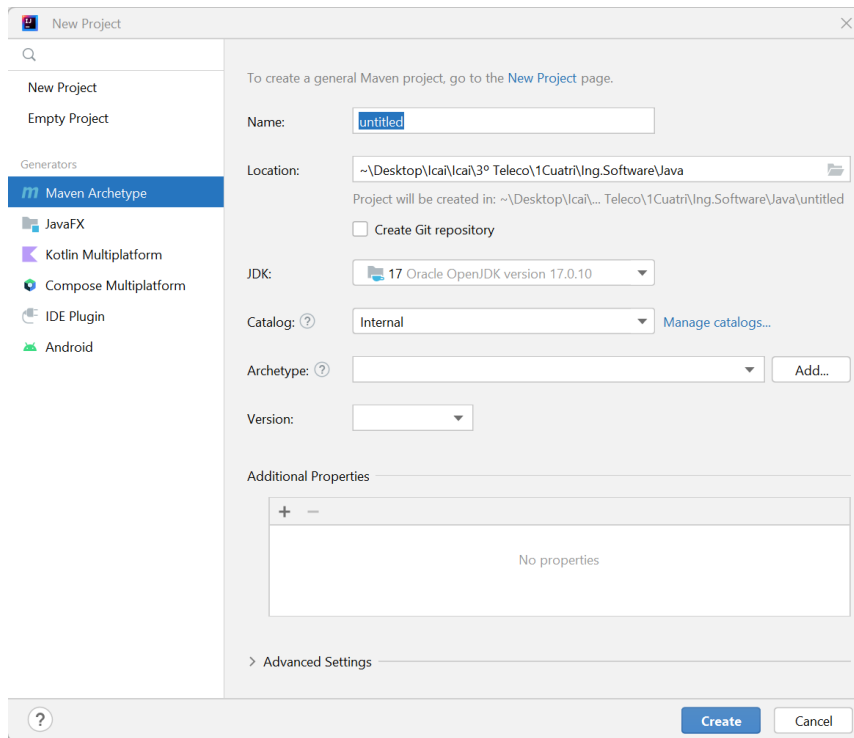 New Project
New Project
Empty Project
Generators
Maven Archetype
JavaFX
Kotlin Multiplatform
Compose Multiplatform
IDE Plugin
Android
To create a general Maven project, go to the New Project page.
Name: untitled
Location: ~\Desktop\Icai\Icai\3º Teleco\1Cuatri\Ing.Software\Java
Project will be created in: ~\Desktop\Icai\... Teleco\1Cuatri\Ing.Software\Java\untitled
Create Git repository
JDK: 17 Oracle OpenJDK version 17.0.10
Catalog: ? Internal Manage catalogs...
Archetype: ? Add...
Version:
Additional Properties
+ −
No properties
> Advanced Settings
? Create Cancel